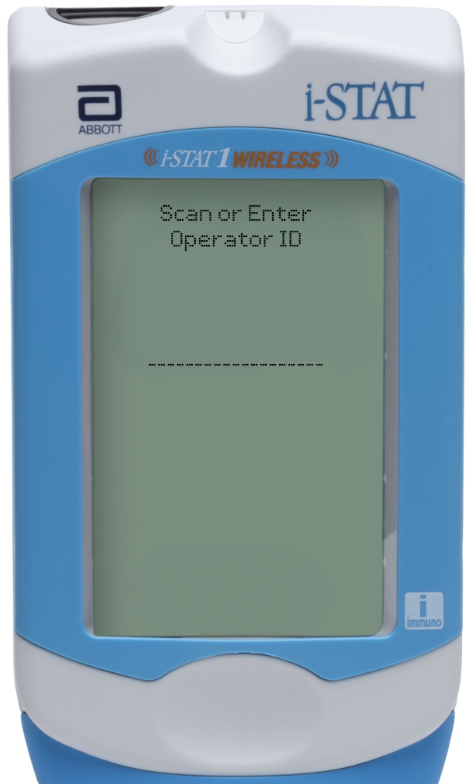 ABBOTT
i-STAT
i-STAT 1 WIRELESS
Scan or Enter
Operator ID
i
immuno